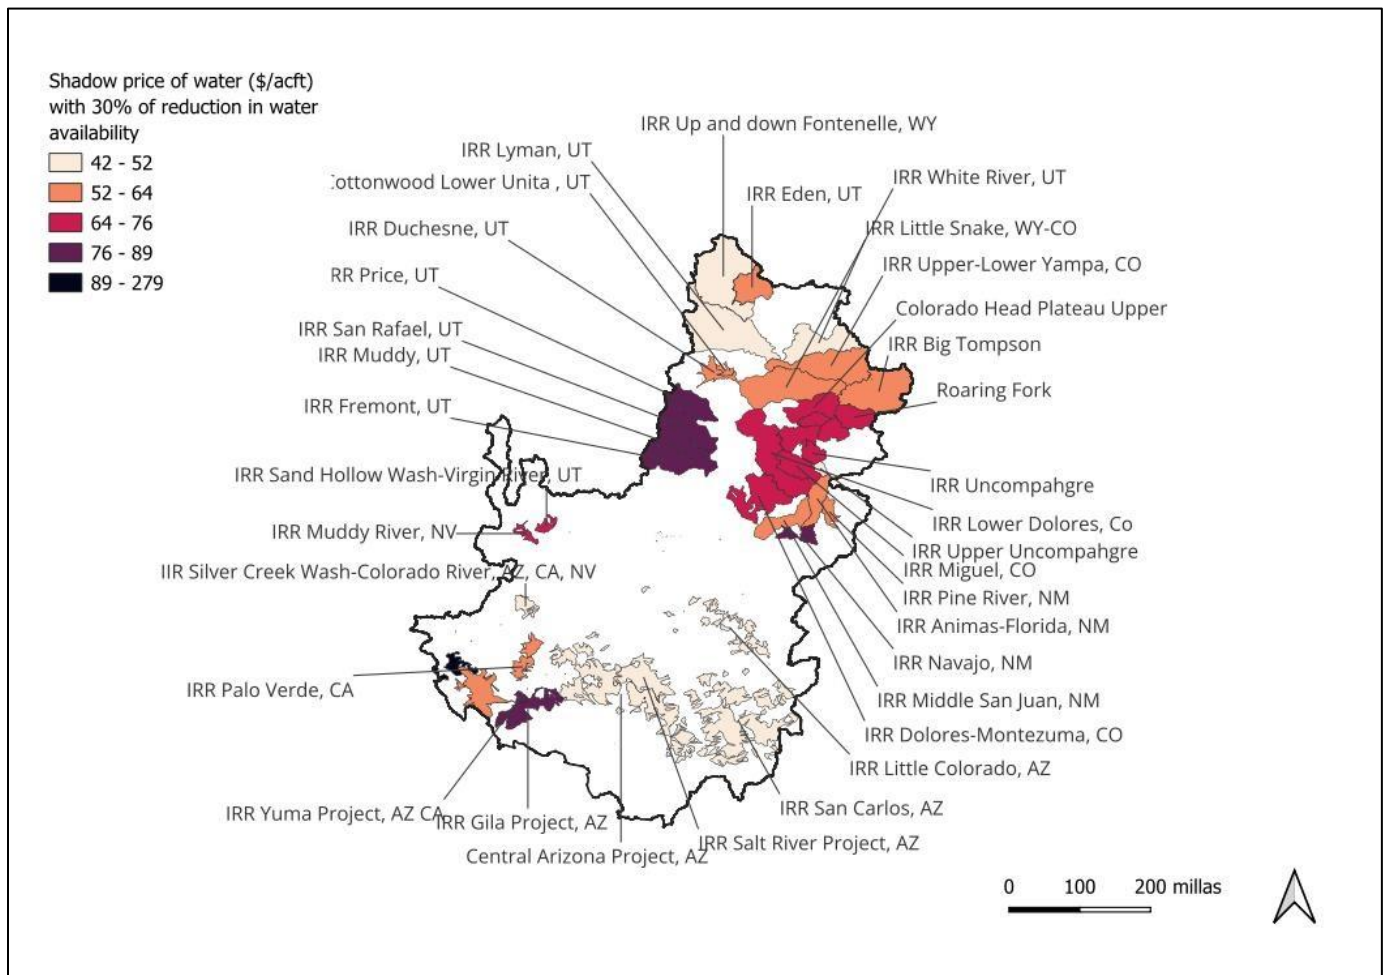 Shadow price of water ($/acft)
with 30% of reduction in water
availability
42 - 52
52 - 64
64 - 76
76 - 89
89 - 279
IRR Up and down Fontenelle, WY
IRR Lyman, UT
Cottonwood Lower Unita , UT
IRR Eden, UT
IRR White River, UT
IRR Duchesne, UT
IRR Little Snake, WY-CO
IRR Upper-Lower Yampa, CO
RR Price, UT
Colorado Head Plateau Upper
IRR San Rafael, UT
IRR Big Tompson
IRR Muddy, UT
Roaring Fork
IRR Fremont, UT
IRR Sand Hollow Wash-Virgin River, UT
IRR Uncompahgre
IRR Lower Dolores, Co
IRR Muddy River, NV
IRR Upper Uncompahgre
IRR Miguel, CO
IIR Silver Creek Wash-Colorado River, AZ, CA, NV
IRR Pine River, NM
IRR Animas-Florida, NM
IRR Navajo, NM
IRR Palo Verde, CA
IRR Middle San Juan, NM
IRR Dolores-Montezuma, CO
IRR Little Colorado, AZ
IRR San Carlos, AZ
IRR Yuma Project, AZ CA
IRR Gila Project, AZ
IRR Salt River Project, AZ
Central Arizona Project, AZ
0 100 200 millas